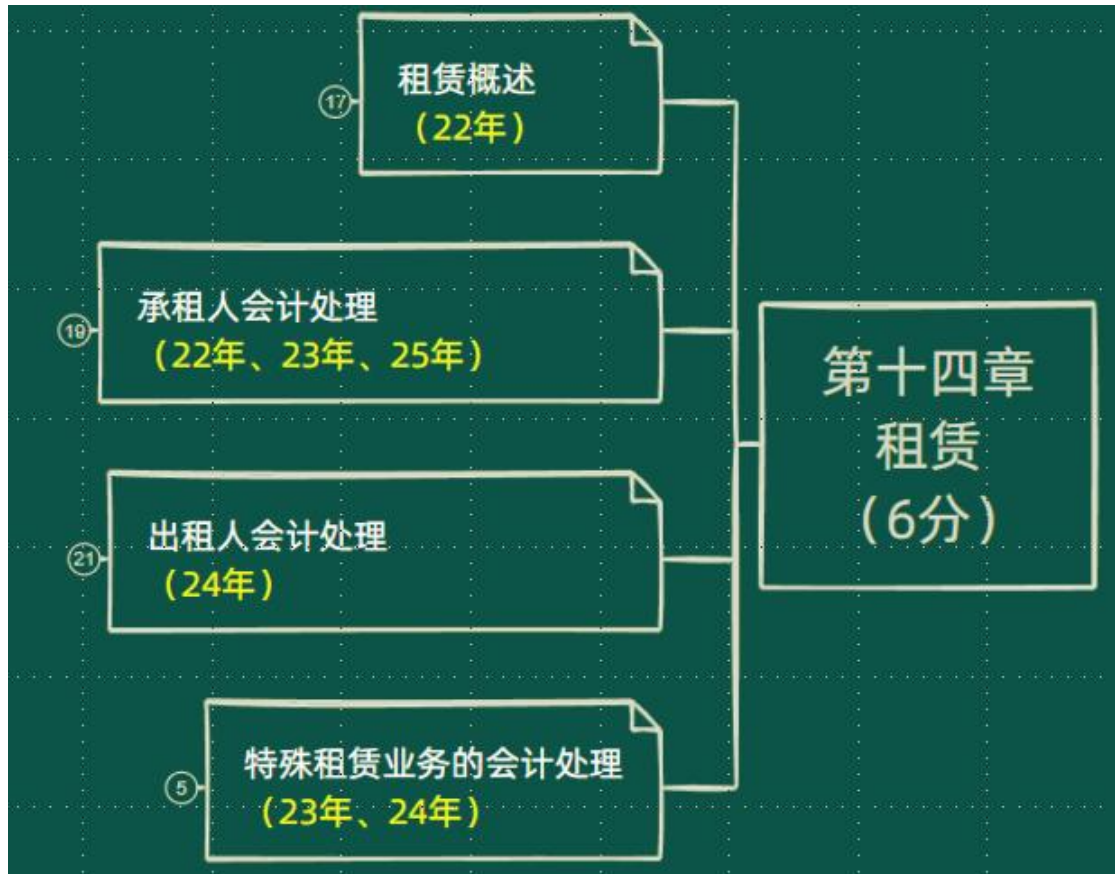 租赁概述
（22年）
17
承租人会计处理
（22年、23年、25年）
19
出租人会计处理
（24年）
21
特殊租赁业务的会计处理
（23年、24年）
5
第十四章
租赁
（6分）